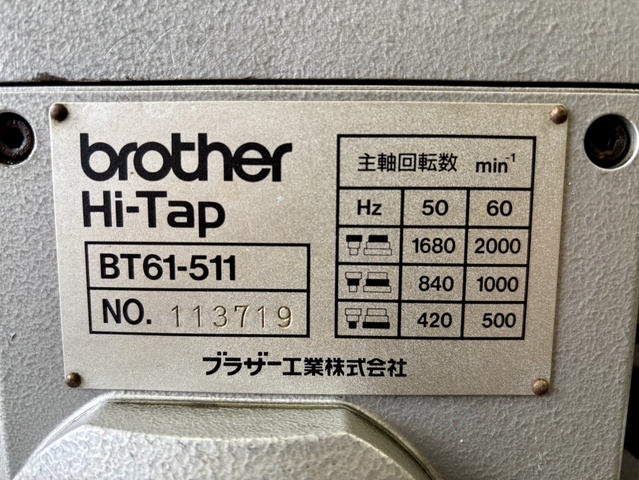 brother
Hi-Tap
BT61-511
NO. 113719
主軸回転数 min⁻¹
Hz 50 60
1680 2000
840 1000
420 500
ブラザー工業株式会社